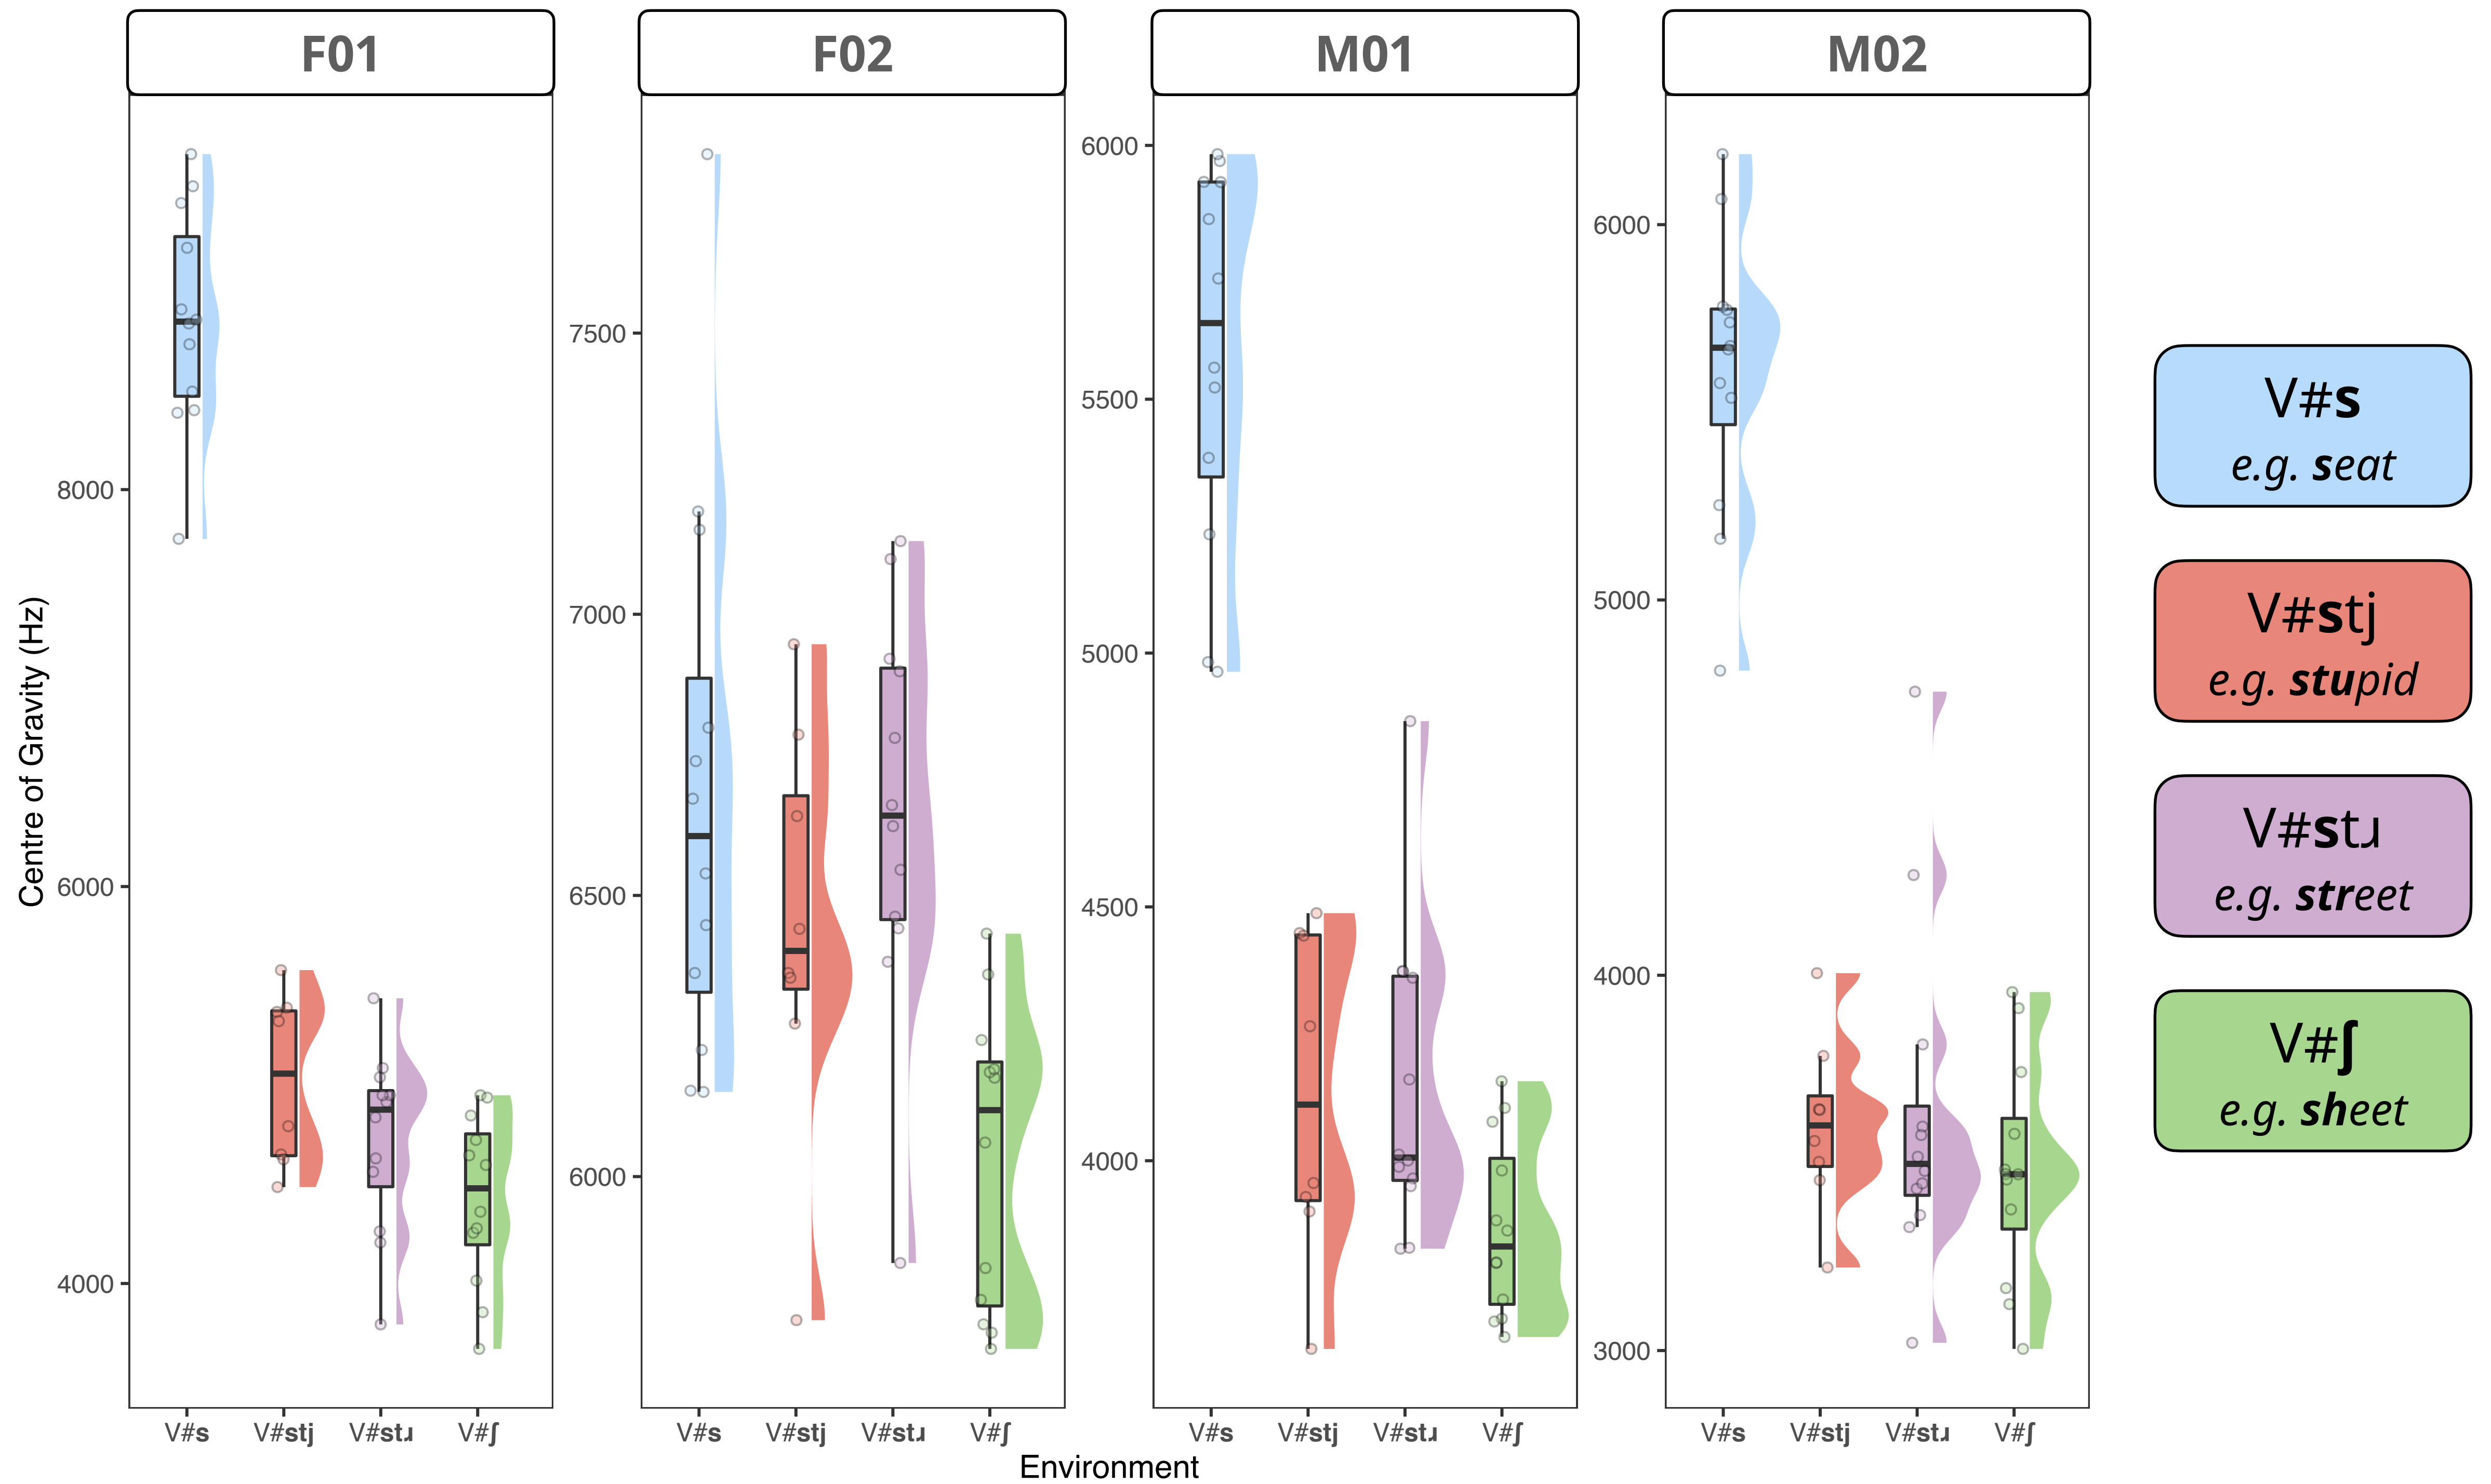 F01
F02
M01
M02
Centre of Gravity (Hz)
8000
6000
4000
7500
7000
6500
6000
6000
5500
5000
4500
4000
6000
5000
4000
3000
V#s
V#stj
V#stɹ
V#ʃ
V#s
V#stj
V#stɹ
V#ʃ
V#s
V#stj
V#stɹ
V#ʃ
V#s
V#stj
V#stɹ
V#ʃ
Environment
V#s
e.g. seat
V#stj
e.g. stupid
V#stɹ
e.g. street
V#ʃ
e.g. sheet